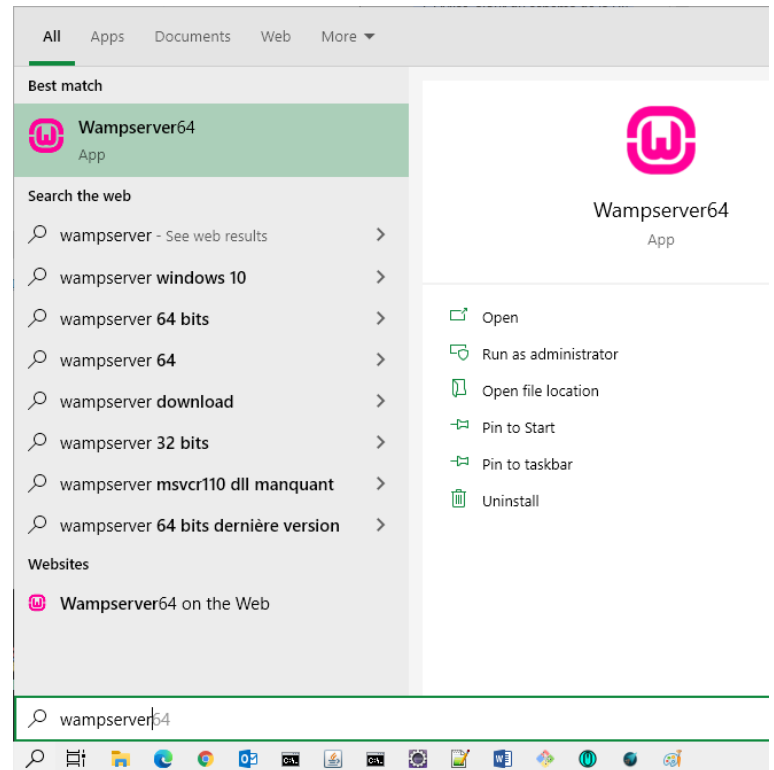 All Apps Documents Web More
Best match
Wampserver64
App
Search the web
wampserver - See web results
wampserver windows 10
wampserver 64 bits
wampserver 64
wampserver download
wampserver 32 bits
wampserver msvcr110 dll manquant
wampserver 64 bits dernière version
Websites
Wampserver64 on the Web
Wampserver64
App
Open
Run as administrator
Open file location
Pin to Start
Pin to taskbar
Uninstall
wampserver64